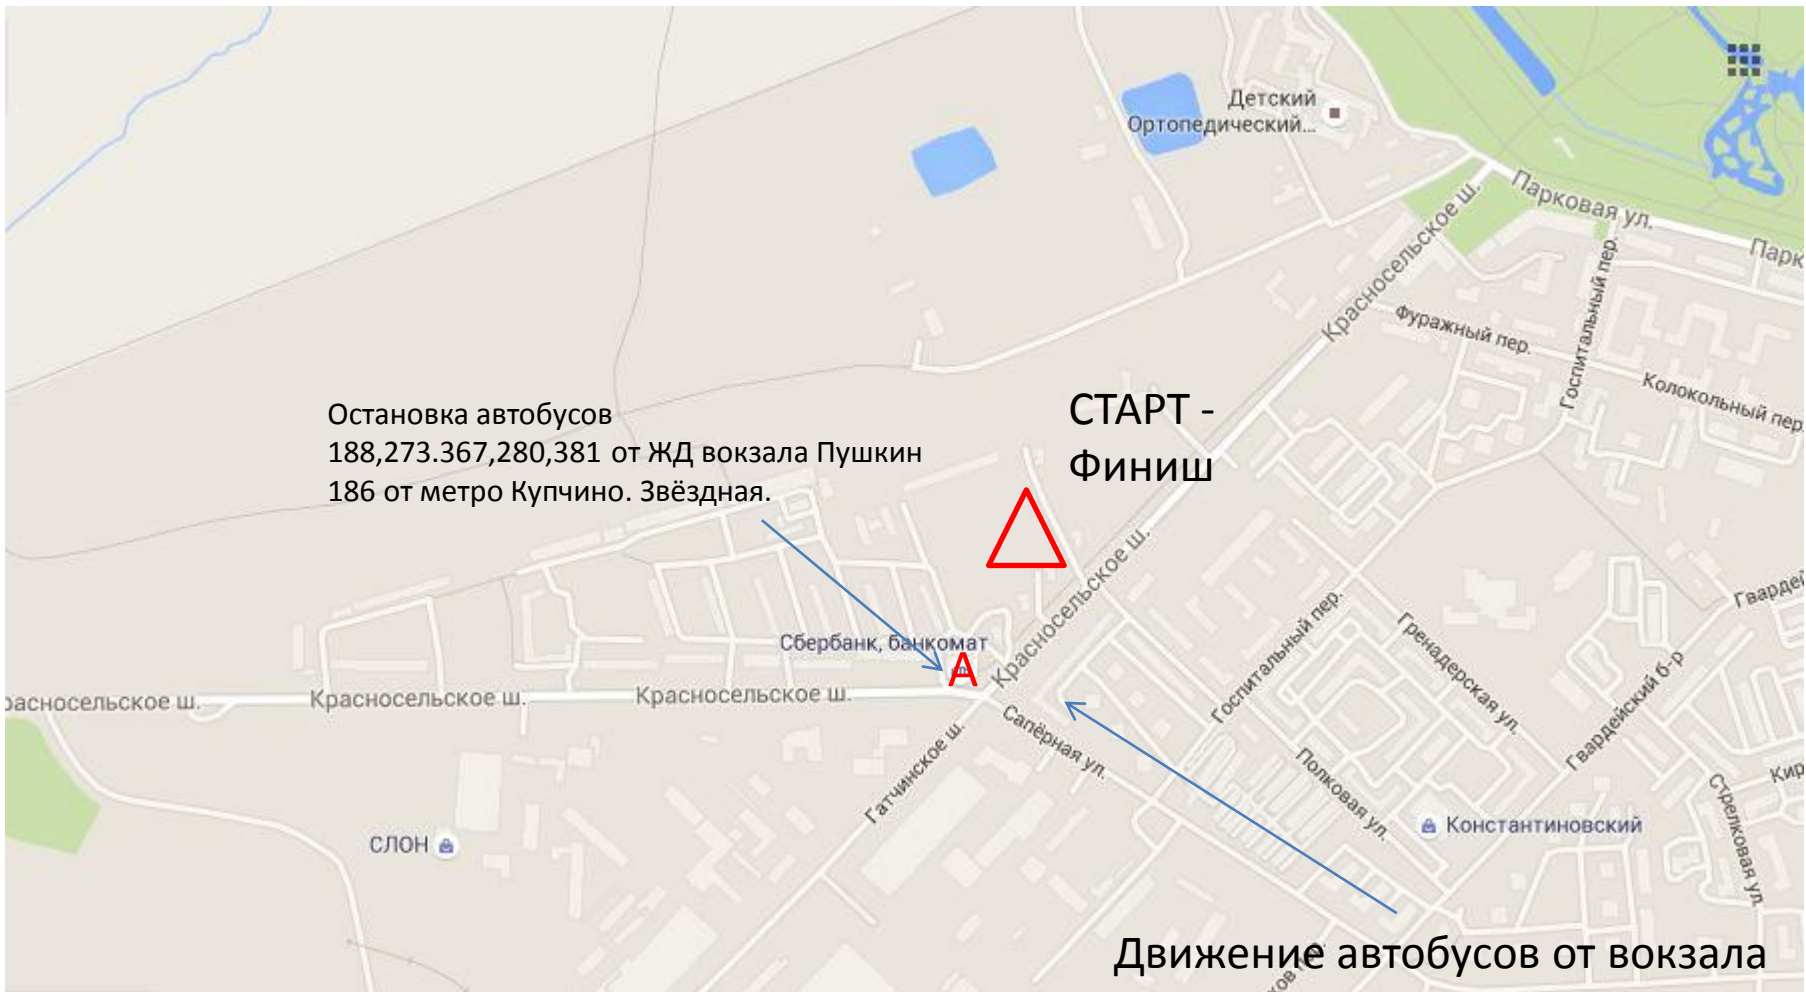 Детский
Ортопедический...
Парковая ул.
Парк
Красносельское ш.
Госпитальный пер.
Фуражный пер.
Колокольный пер.
СТАРТ -
Финиш
Остановка автобусов
188,273.367,280,381 от ЖД вокзала Пушкин
186 от метро Купчино. Звёздная.
Красносельское ш.
Гвардей
Сбербанк, банкомат
А
Госпитальный пер.
Гренадерская ул.
Гвардейский б-р
расносельское ш.
Красносельское ш.
Красносельское ш.
Сапёрная ул.
Гатчинское ш.
Полковая ул.
Кир
Стрелковая ул.
СЛОН
Константиновский
Движение автобусов от вокзала